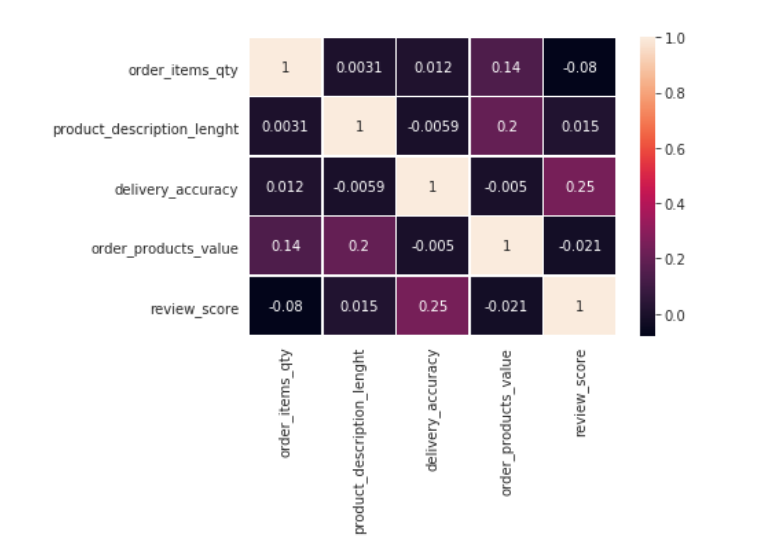 order_items_qty 1 0.0031 0.012 0.14 -0.08
product_description_lenght 0.0031 1 -0.0059 0.2 0.015
delivery_accuracy 0.012 -0.0059 1 -0.005 0.25
order_products_value 0.14 0.2 -0.005 1 -0.021
review_score -0.08 0.015 0.25 -0.021 1
order_items_qty
product_description_lenght
delivery_accuracy
order_products_value
review_score
1.0
0.8
0.6
0.4
0.2
0.0